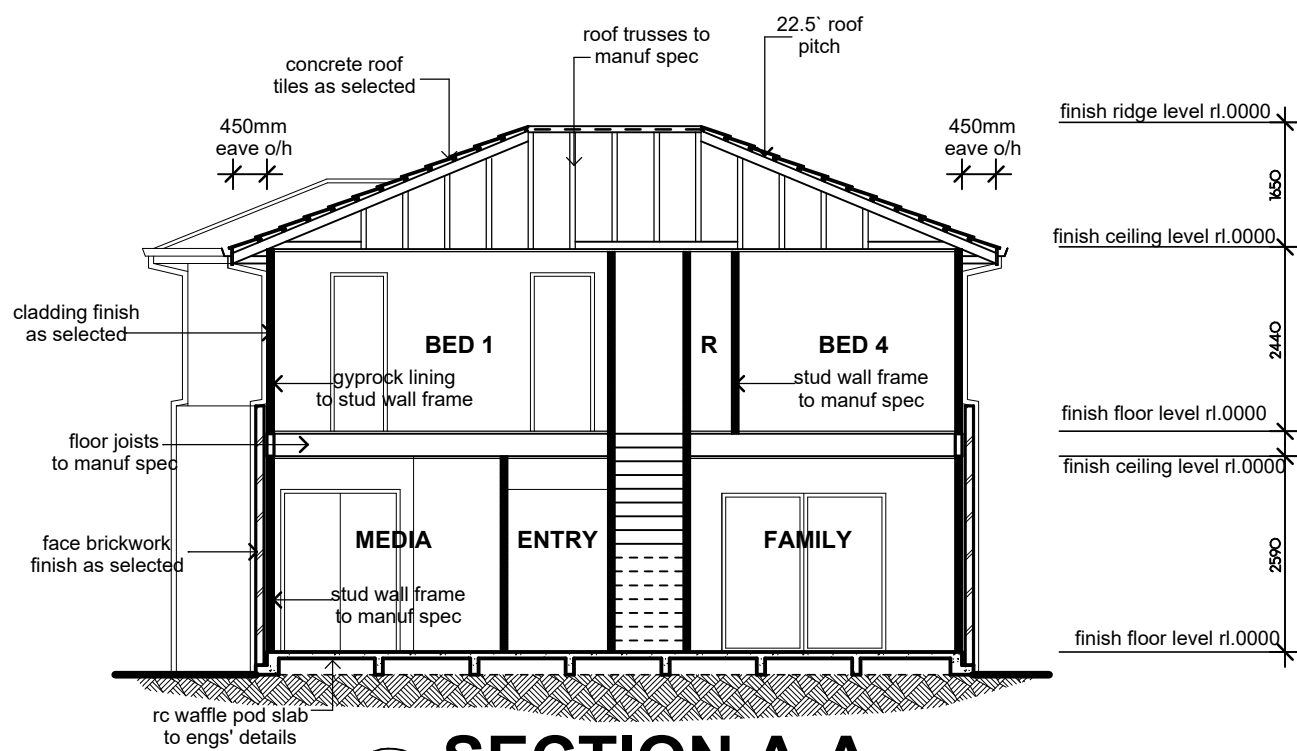 roof trusses to
manuf spec
22.5` roof
pitch
concrete roof
tiles as selected
450mm
eave o/h
450mm
eave o/h
finish ridge level rl.0000
1650
finish ceiling level rl.0000
cladding finish
as selected
BED 1
R
BED 4
gyprock lining
to stud wall frame
stud wall frame
to manuf spec
2440
finish floor level rl.0000
floor joists
to manuf spec
finish ceiling level rl.0000
MEDIA
ENTRY
FAMILY
face brickwork
finish as selected
2590
stud wall frame
to manuf spec
finish floor level rl.0000
rc waffle pod slab
to engs' details
SECTION A-A